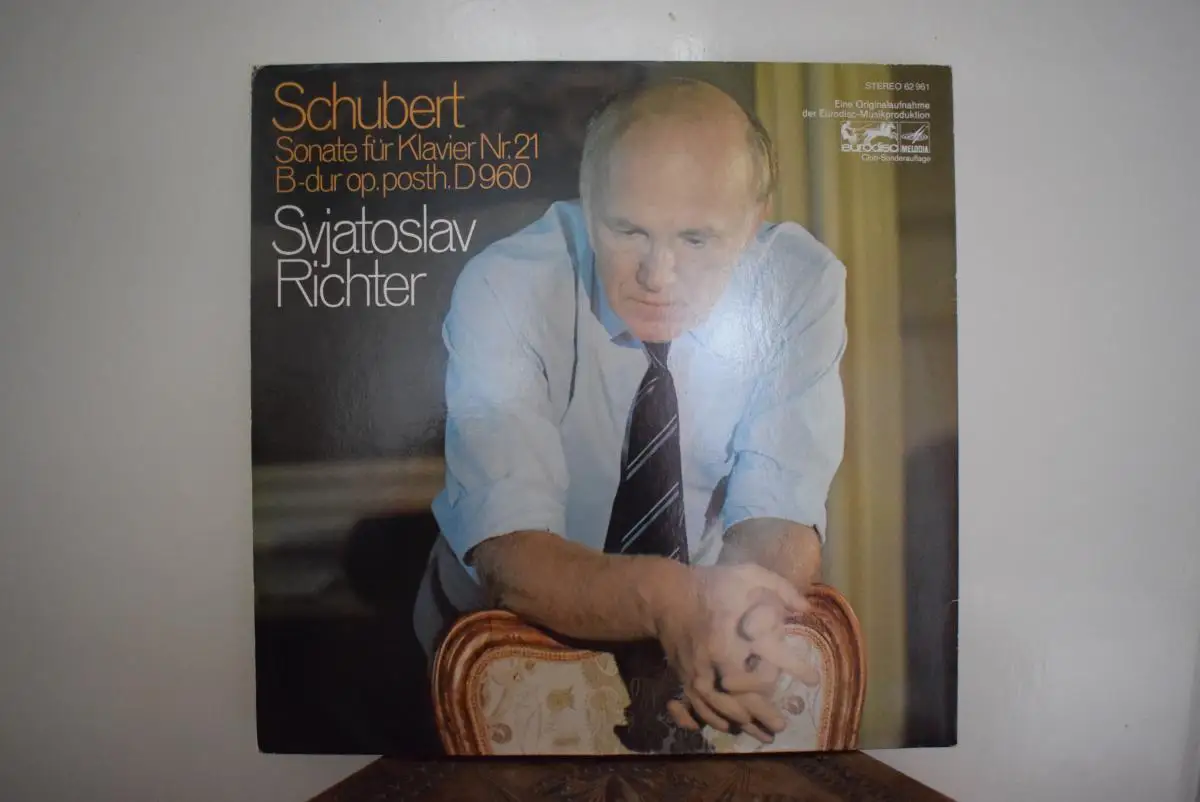 Schubert
Sonate für Klavier Nr. 21
B-dur op. posth. D 960
Svjatoslav
Richter
STEREO 62 961
Eine Originalaufnahme
der Eurodisc-Musikproduktion
eurodisc MELODIA
Club-Sonderauflage